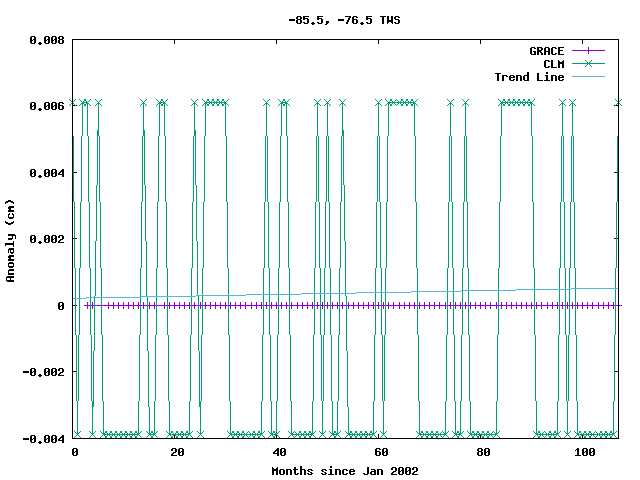 -85.5, -76.5 TWS
0.008
0.006
0.004
0.002
0
-0.002
-0.004
Anomaly (cm)
GRACE
CLM
Trend Line
0 20 40 60 80 100
Months since Jan 2002